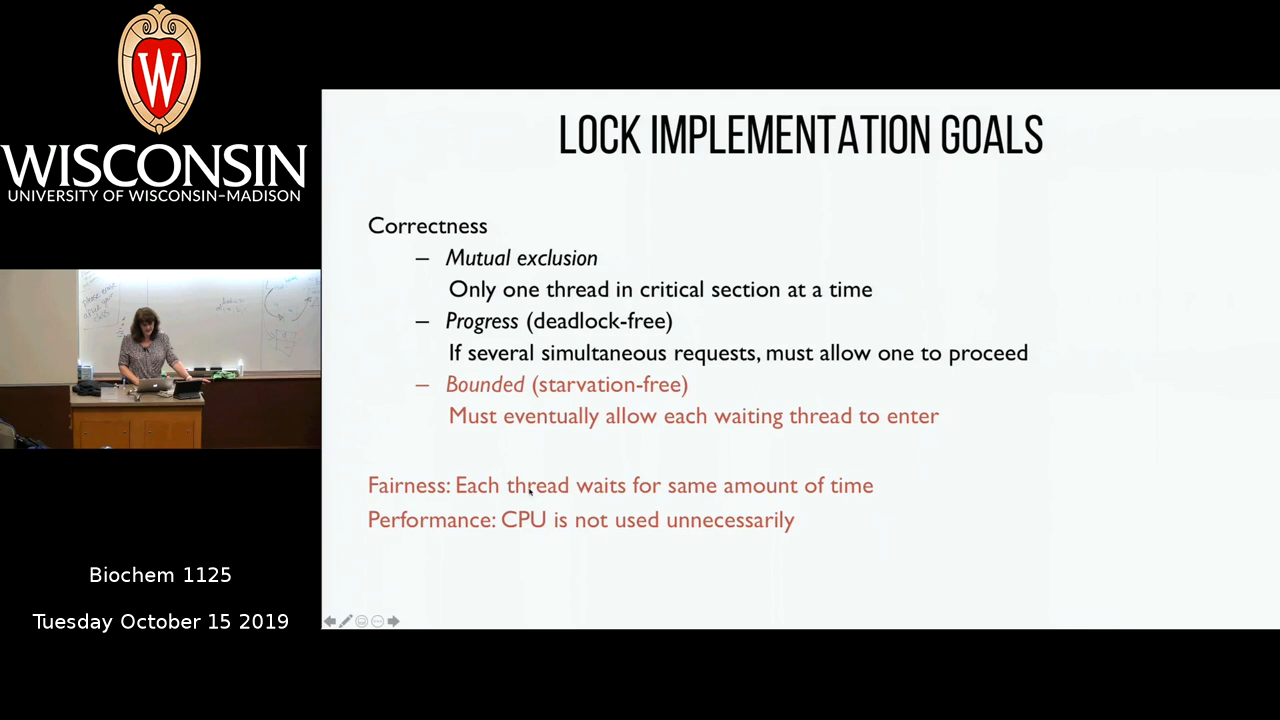 W
WISCONSIN
UNIVERSITY OF WISCONSIN–MADISON
please
Biochem 1125
Tuesday October 15 2019
LOCK IMPLEMENTATION GOALS
Correctness
– Mutual exclusion
Only one thread in critical section at a time
– Progress (deadlock-free)
If several simultaneous requests, must allow one to proceed
– Bounded (starvation-free)
Must eventually allow each waiting thread to enter
Fairness: Each thread waits for same amount of time
Performance: CPU is not used unnecessarily